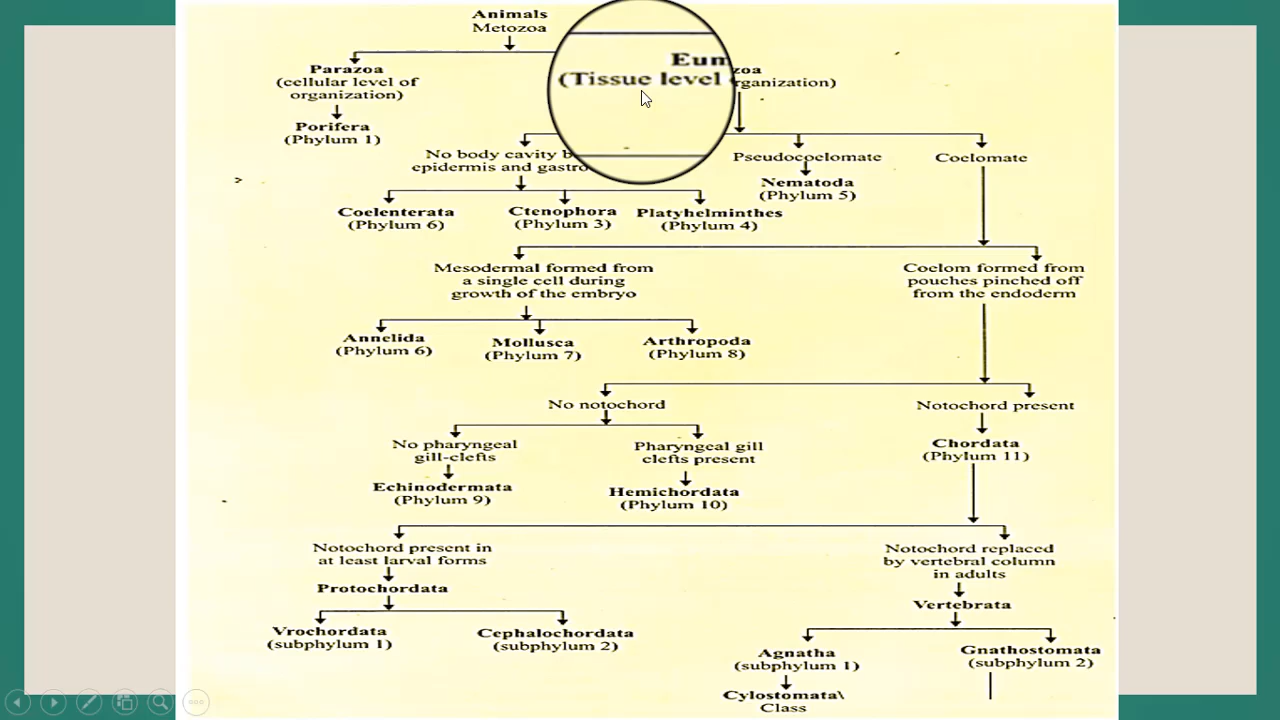 Animals
Metozoa
Parazoa
(cellular level of
organization)
Eum zoa
(Tissue level rganization)
Porifera
(Phylum 1)
No body cavity b
epidermis and gastro
Pseudocoelomate
Coelomate
Nematoda
(Phylum 5)
Coelenterata
(Phylum 6)
Ctenophora
(Phylum 3)
Platyhelminthes
(Phylum 4)
Mesodermal formed from
a single cell during
growth of the embryo
Coelom formed from
pouches pinched off
from the endoderm
Annelida
(Phylum 6)
Mollusca
(Phylum 7)
Arthropoda
(Phylum 8)
No notochord
Notochord present
No pharyngeal
gill-clefts
Pharyngeal gill
clefts present
Chordata
(Phylum 11)
Echinodermata
(Phylum 9)
Hemichordata
(Phylum 10)
Notochord present in
at least larval forms
Notochord replaced
by vertebral column
in adults
Protochordata
Vertebrata
Vrochordata
(subphylum 1)
Cephalochordata
(subphylum 2)
Agnatha
(subphylum 1)
Gnathostomata
(subphylum 2)
Cylostomata\
Class